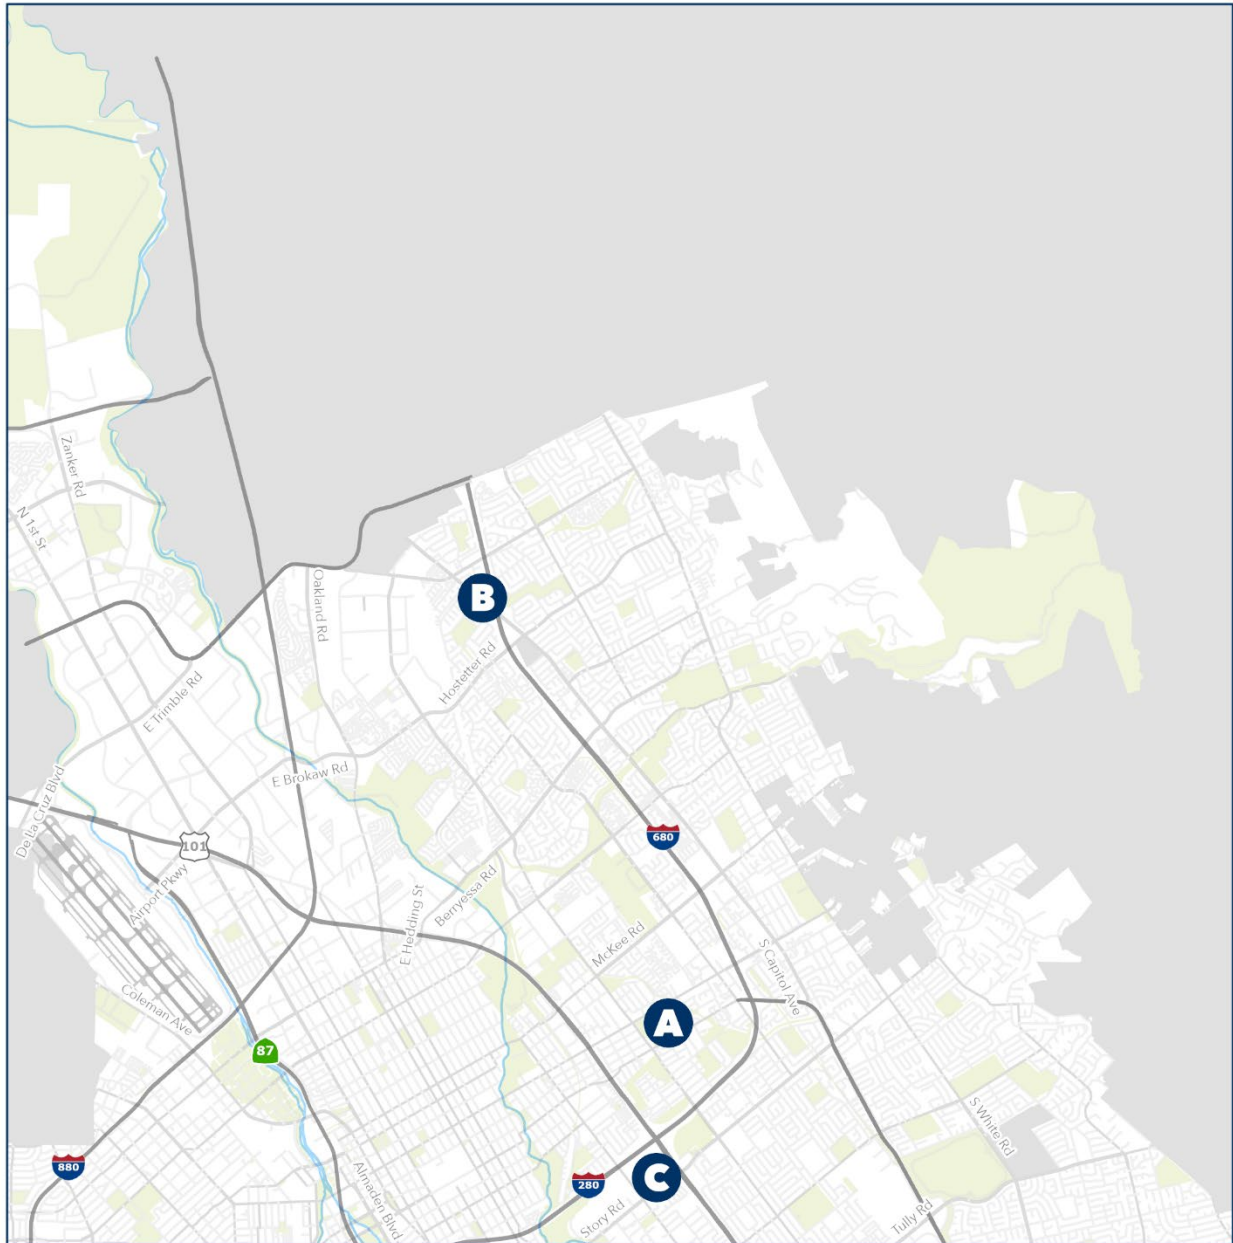 Zanker Rd
N 1st St
Oakland Rd
B
Hostetter Rd
E Trimble Rd
E Brokaw Rd
De La Cruz Blvd
680
101
Airport Pkwy
E Hedding St
Berryessa Rd
McKee Rd
S Capitol Ave
Coleman Ave
A
87
S White Rd
880
Almaden Blvd
280
C
Story Rd
Tully Rd